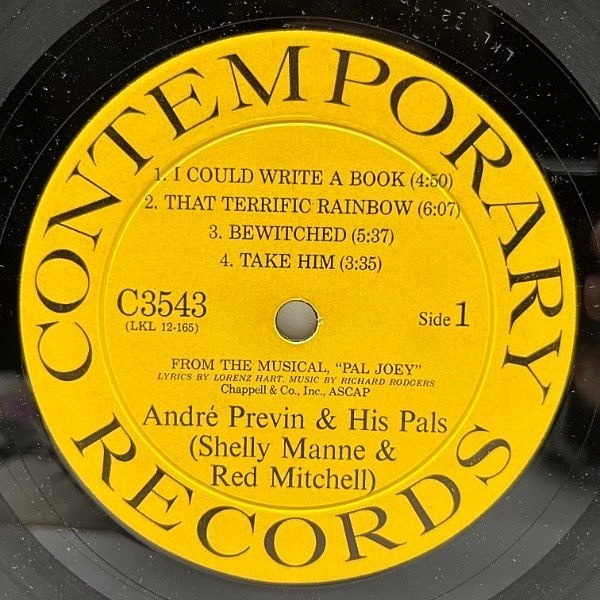 CONTEMPORARY
1. I COULD WRITE A BOOK (4:50)
2. THAT TERRIFIC RAINBOW (6:07)
3. BEWITCHED (5:37)
4. TAKE HIM (3:35)
C3543
(LKL 12-165)
Side 1
FROM THE MUSICAL, "PAL JOEY"
LYRICS BY LORENZ HART. MUSIC BY RICHARD RODGERS
Chappell & Co., Inc., ASCAP
André Previn & His Pals
(Shelly Manne &
Red Mitchell)
RECORDS